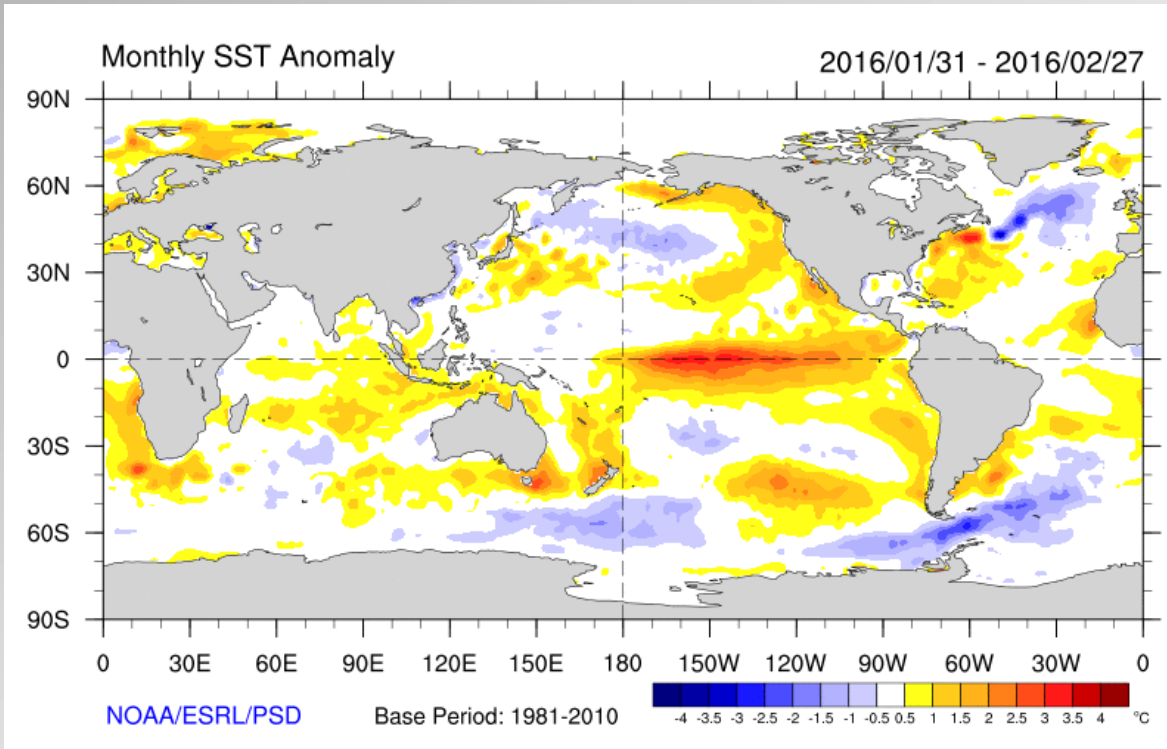 Monthly SST Anomaly 2016/01/31 - 2016/02/27
90N
60N
30N
0
30S
60S
90S
0 30E 60E 90E 120E 150E 180 150W 120W 90W 60W 30W 0
NOAA/ESRL/PSD Base Period: 1981-2010
-4 -3.5 -3 -2.5 -2 -1.5 -1 -0.5 0.5 1 1.5 2 2.5 3 3.5 4 °C